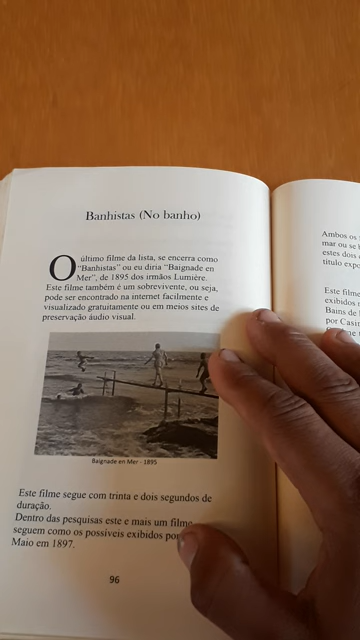 Banhistas (No banho)
O último filme da lista, se encerra como
"Banhistas" ou eu diria "Baignade en
Mer", de 1895 dos irmãos Lumière.
Este filme também é um sobrevivente, ou seja,
pode ser encontrado na internet facilmente e
visualizado gratuitamente ou em meios sites de
preservação áudio visual.
Baignade en Mer - 1895
Este filme segue com trinta e dois segundos de
duração.
Dentro das pesquisas este e mais um filme
seguem como os possíveis exibidos por
Maio em 1897.
96
Ambos os
mar ou se
estes dois
título
Este filme
exibidos
Bains de
por